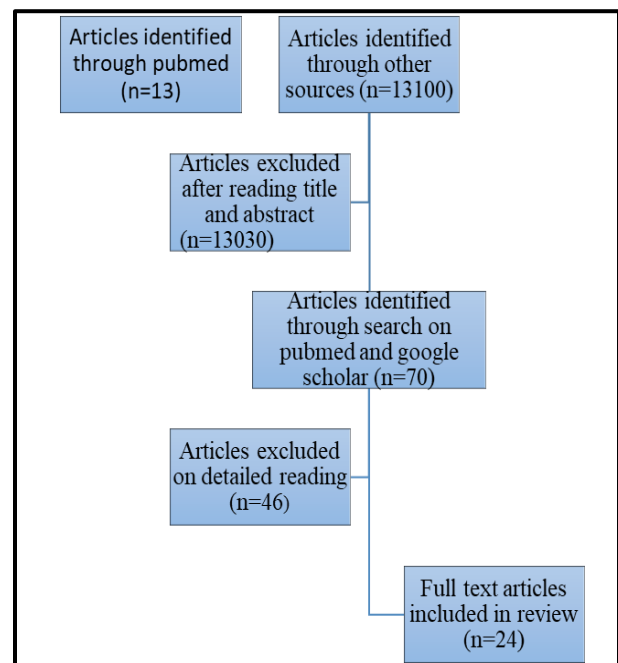 Articles identified
through pubmed
(n=13)
Articles identified
through other
sources (n=13100)
Articles excluded
after reading title
and abstract
(n=13030)
Articles identified
through search on
pubmed and google
scholar (n=70)
Articles excluded
on detailed reading
(n=46)
Full text articles
included in review
(n=24)